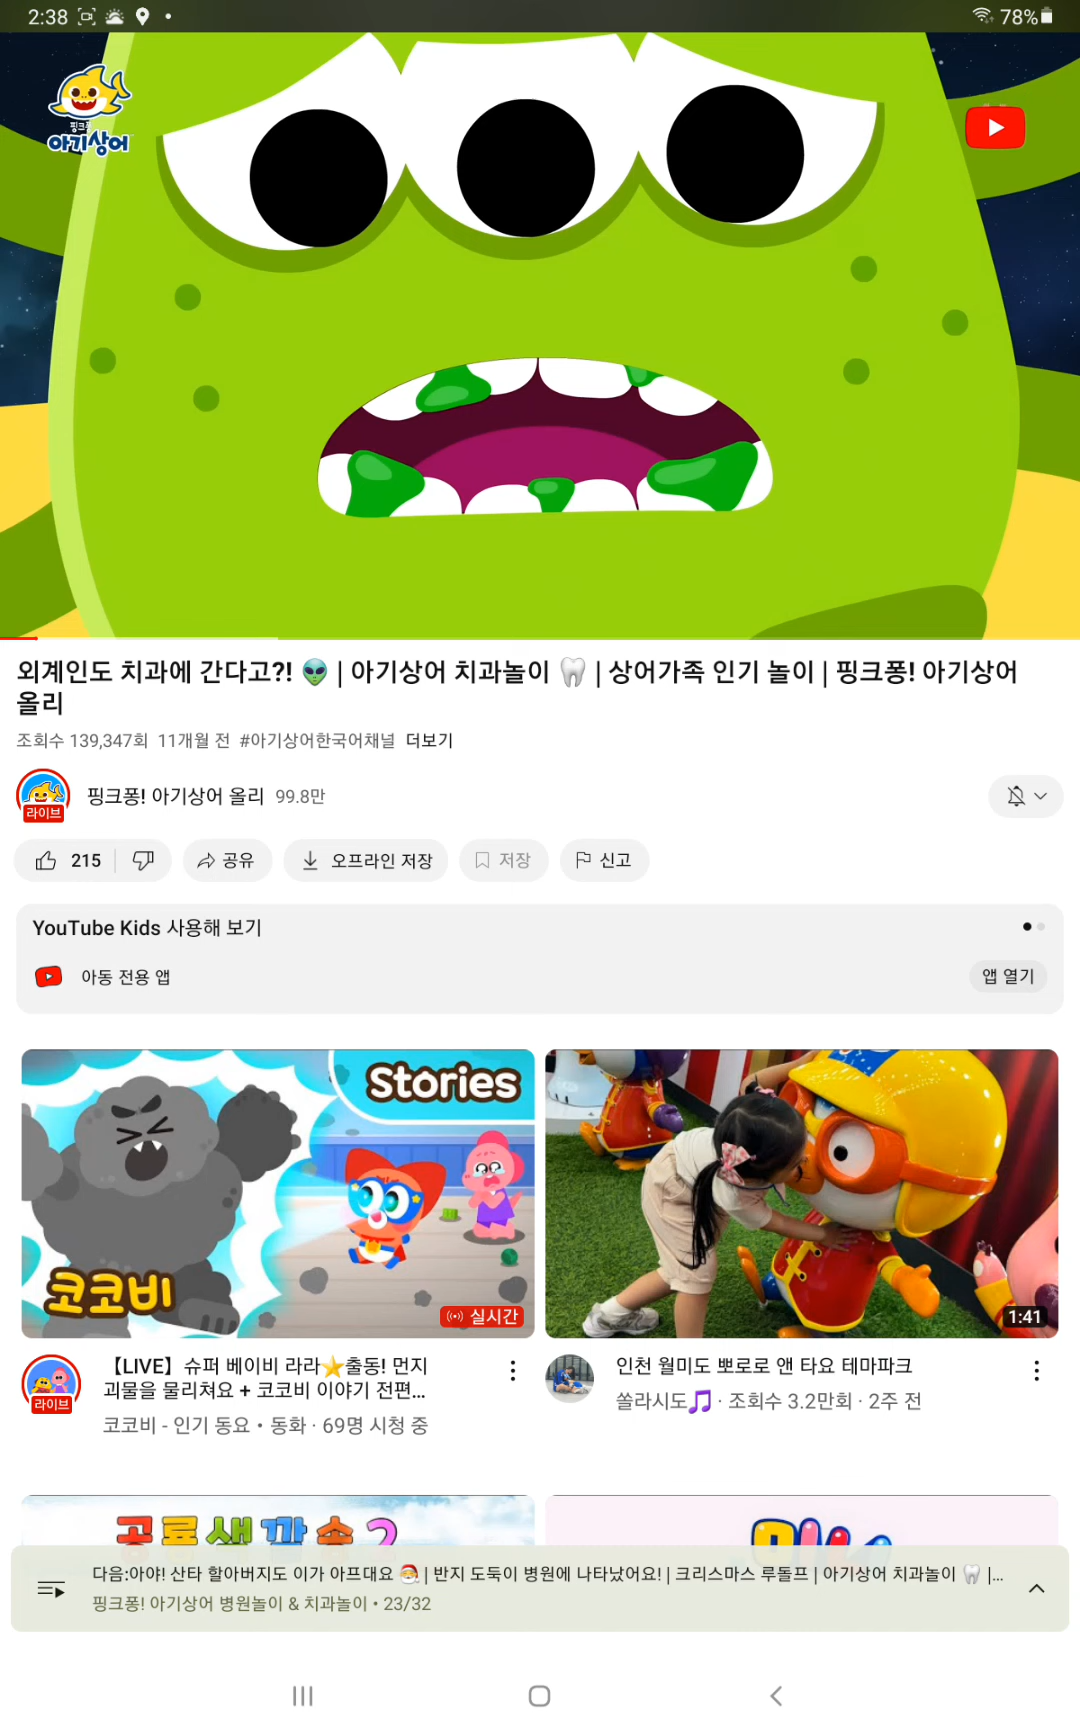 2:38
78%
핑크퐁
아기상어
외계인도 치과에 간다고?! 👽 | 아기상어 치과놀이 🦷 | 상어가족 인기 놀이 | 핑크퐁! 아기상어
올리
조회수 139,347회 11개월 전 #아기상어한국어채널 더보기
핑크퐁! 아기상어 올리 99.8만
라이브
215
공유
오프라인 저장
저장
신고
YouTube Kids 사용해 보기
아동 전용 앱
앱 열기
Stories
코코비
실시간
1:41
【LIVE】슈퍼 베이비 라라⭐출동! 먼지
괴물을 물리쳐요 + 코코비 이야기 전편...
코코비 - 인기 동요 • 동화 · 69명 시청 중
라이브
인천 월미도 뽀로로 앤 타요 테마파크
쏠라시도🎵 · 조회수 3.2만회 · 2주 전
공룡색깔송2
다음:아야! 산타 할아버지도 이가 아프대요 🎅 | 반지 도둑이 병원에 나타났어요! | 크리스마스 루돌프 | 아기상어 치과놀이 🦷 |...
핑크퐁! 아기상어 병원놀이 & 치과놀이 • 23/32